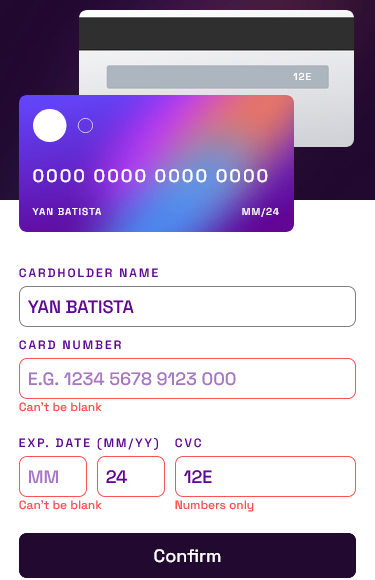 12E
0000 0000 0000 0000
YAN BATISTA MM/24
CARDHOLDER NAME
YAN BATISTA
CARD NUMBER
E.G. 1234 5678 9123 000
Can't be blank
EXP. DATE (MM/YY) CVC
MM 24 12E
Can't be blank Numbers only
Confirm